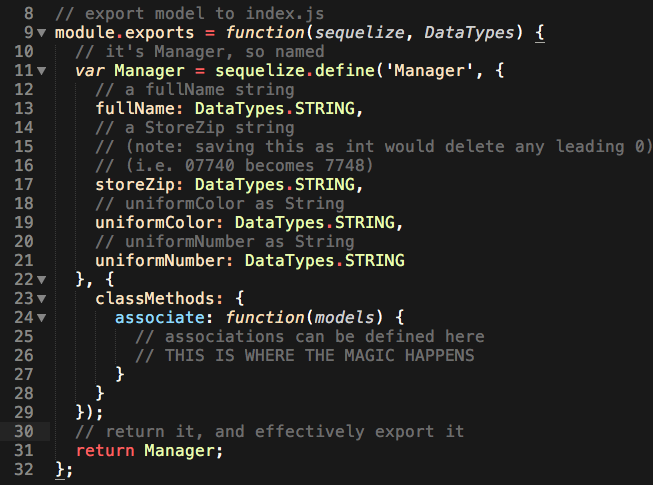 8 // export model to index.js
9 module.exports = function(sequelize, DataTypes) {
10 // it's Manager, so named
11 var Manager = sequelize.define('Manager', {
12 // a fullName string
13 fullName: DataTypes.STRING,
14 // a StoreZip string
15 // (note: saving this as int would delete any leading 0)
16 // (i.e. 07740 becomes 7748)
17 storeZip: DataTypes.STRING,
18 // uniformColor as String
19 uniformColor: DataTypes.STRING,
20 // uniformNumber as String
21 uniformNumber: DataTypes.STRING
22 }, {
23 classMethods: {
24 associate: function(models) {
25 // associations can be defined here
26 // THIS IS WHERE THE MAGIC HAPPENS
27 }
28 }
29 });
30 // return it, and effectively export it
31 return Manager;
32 };